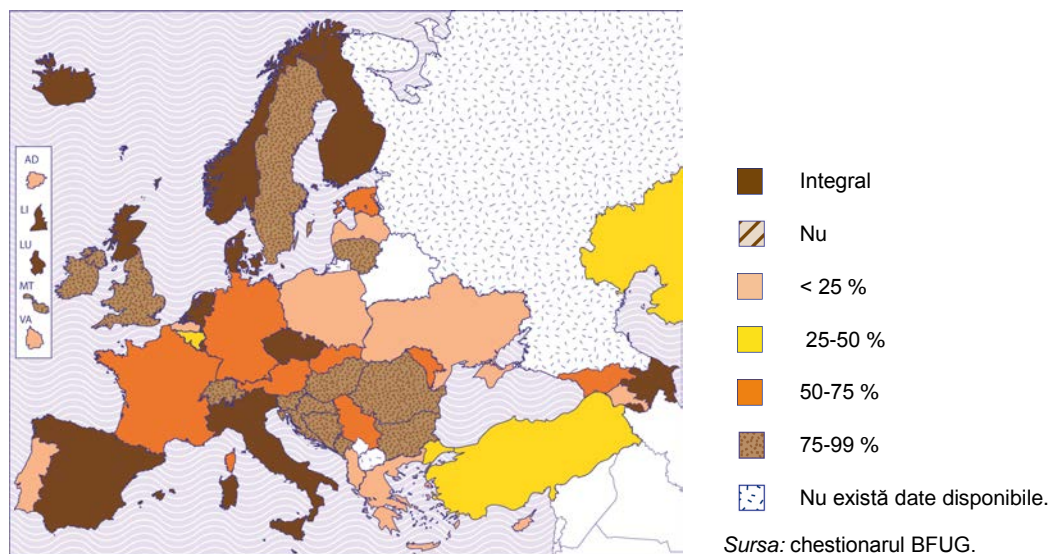 AD
LI
LU
MT
VA
Integral
Nu
< 25 %
25-50 %
50-75 %
75-99 %
Nu există date disponibile.
Sursa: chestionarul BFUG.